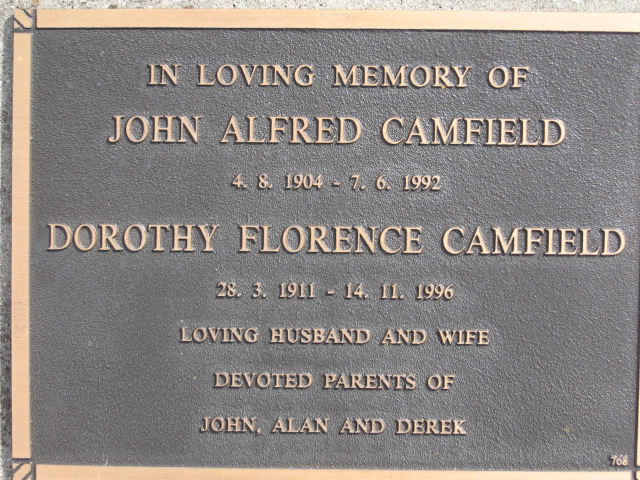 IN LOVING MEMORY OF
JOHN ALFRED CAMFIELD
4. 8. 1904 - 7. 6. 1992
DOROTHY FLORENCE CAMFIELD
28. 3. 1911 - 14. 11. 1996
LOVING HUSBAND AND WIFE
DEVOTED PARENTS OF
JOHN, ALAN AND DEREK
768